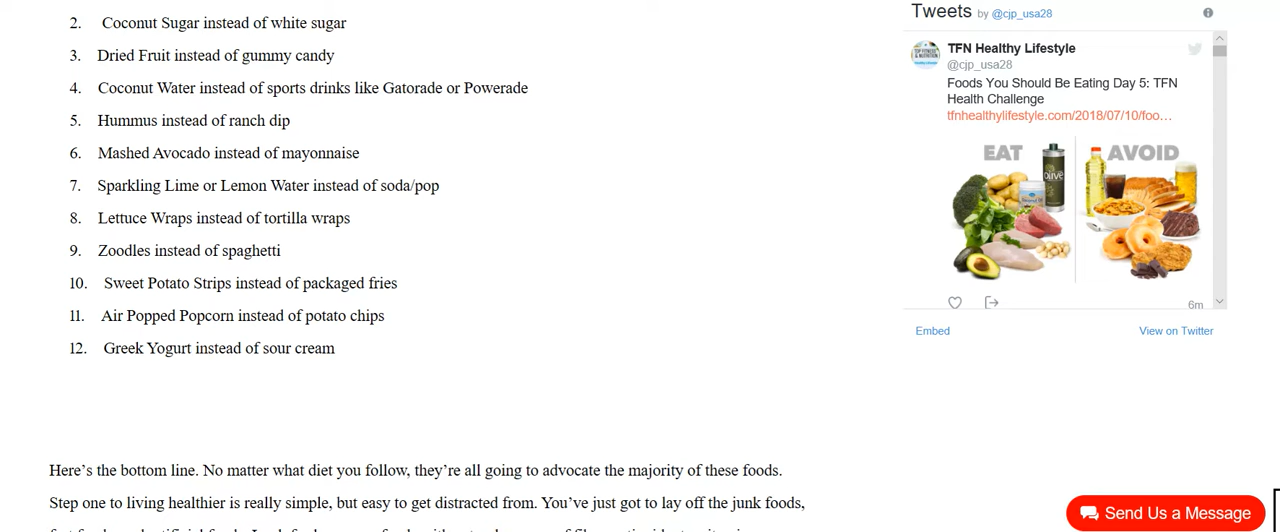 2. Coconut Sugar instead of white sugar
3. Dried Fruit instead of gummy candy
4. Coconut Water instead of sports drinks like Gatorade or Powerade
5. Hummus instead of ranch dip
6. Mashed Avocado instead of mayonnaise
7. Sparkling Lime or Lemon Water instead of soda/pop
8. Lettuce Wraps instead of tortilla wraps
9. Zoodles instead of spaghetti
10. Sweet Potato Strips instead of packaged fries
11. Air Popped Popcorn instead of potato chips
12. Greek Yogurt instead of sour cream
Here's the bottom line. No matter what diet you follow, they're all going to advocate the majority of these foods.
Step one to living healthier is really simple, but easy to get distracted from. You've just got to lay off the junk foods,
Tweets by @cjp_usa28
TFN Healthy Lifestyle
@cjp_usa28
Foods You Should Be Eating Day 5: TFN
Health Challenge
tfnhealthylifestyle.com/2018/07/10/foo…
EAT
AVOID
olive
6m
Embed
View on Twitter
Send Us a Message